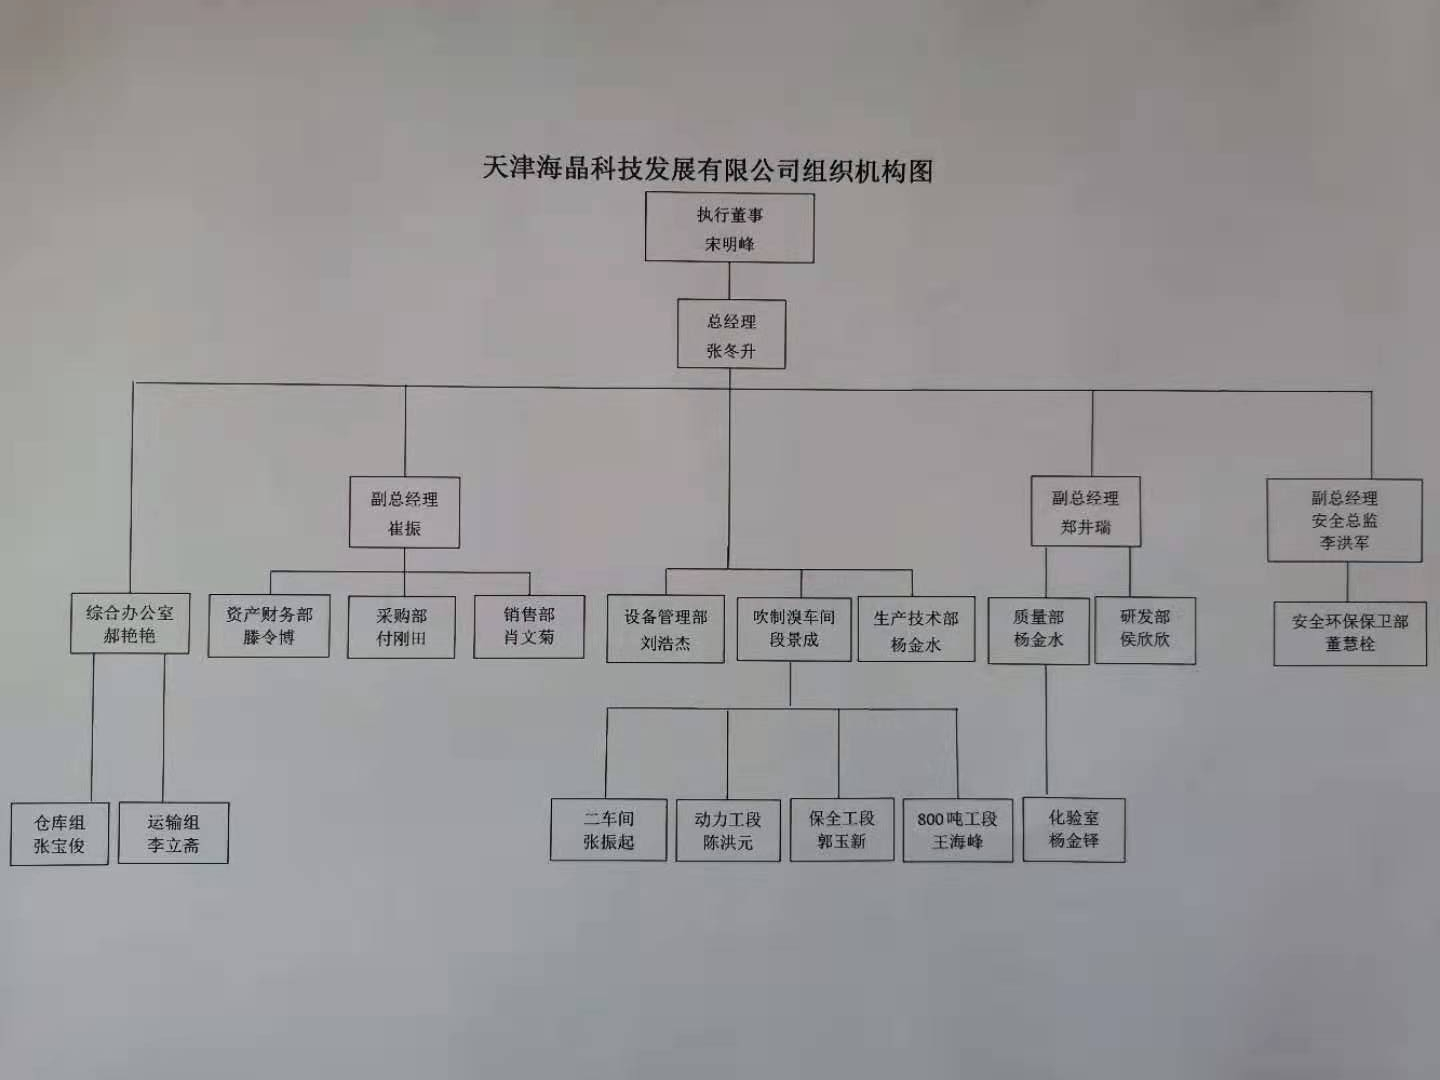 天津海晶科技发展有限公司组织机构图
执行董事
宋明峰
总经理
张冬升
副总经理
崔振
副总经理
郑井瑞
副总经理
安全总监
李洪军
综合办公室
郝艳艳
资产财务部
滕令博
采购部
付刚田
销售部
肖文菊
设备管理部
刘浩杰
吹制溴车间
段景成
生产技术部
杨金水
质量部
杨金水
研发部
侯欣欣
安全环保保卫部
董慧栓
仓库组
张宝俊
运输组
李立斋
二车间
张振起
动力工段
陈洪元
保全工段
郭玉新
800吨工段
王海峰
化验室
杨金铎